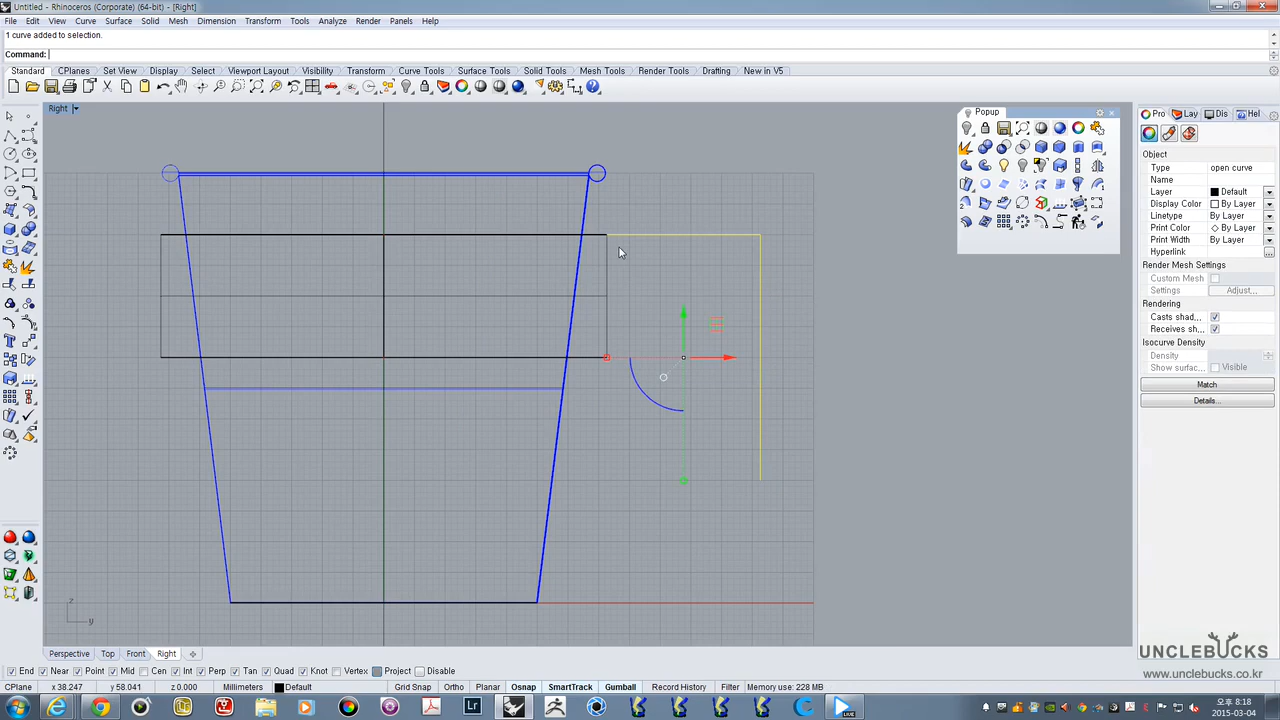 Untitled - Rhinoceros (Corporate) (64-bit) - [Right]
File Edit View Curve Surface Solid Mesh Dimension Transform Tools Analyze Render Panels Help
1 curve added to selection.
Command:
Standard CPlanes Set View Display Select Viewport Layout Visibility Transform Curve Tools Surface Tools Solid Tools Mesh Tools Render Tools Drafting New in V5
Right
Popup
Pro Lay Dis Hel
Object
Type open curve
Name
Layer Default
Display Color By Layer
Linetype By Layer
Print Color By Layer
Print Width By Layer
Hyperlink ...
Render Mesh Settings
Custom Mesh
Settings Adjust...
Rendering
Casts shad...
Receives sh...
Isocurve Density
Density
Show surfac... Visible
Match
Details...
z
y
Perspective Top Front Right
End Near Point Mid Cen Int Perp Tan Quad Knot Vertex Project Disable
CPlane x 38.247 y 58.041 z 0.000 Millimeters Default Grid Snap Ortho Planar Osnap SmartTrack Gumball Record History Filter Memory use: 228 MB
UNCLEBUCKS
www.unclebucks.co.kr
Lr
LIVE
오후 8:18
2015-03-04